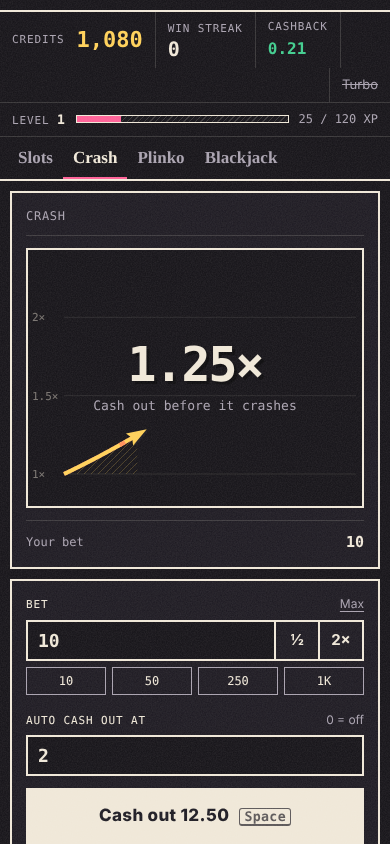 CREDITS 1,080
WIN STREAK
0
CASHBACK
0.21
Turbo
LEVEL 1 25 / 120 XP
Slots Crash Plinko Blackjack
CRASH
2×
1.25×
1.5×
Cash out before it crashes
1×
Your bet 10
BET Max
10 ½ 2×
10 50 250 1K
AUTO CASH OUT AT 0 = off
2
Cash out 12.50 Space